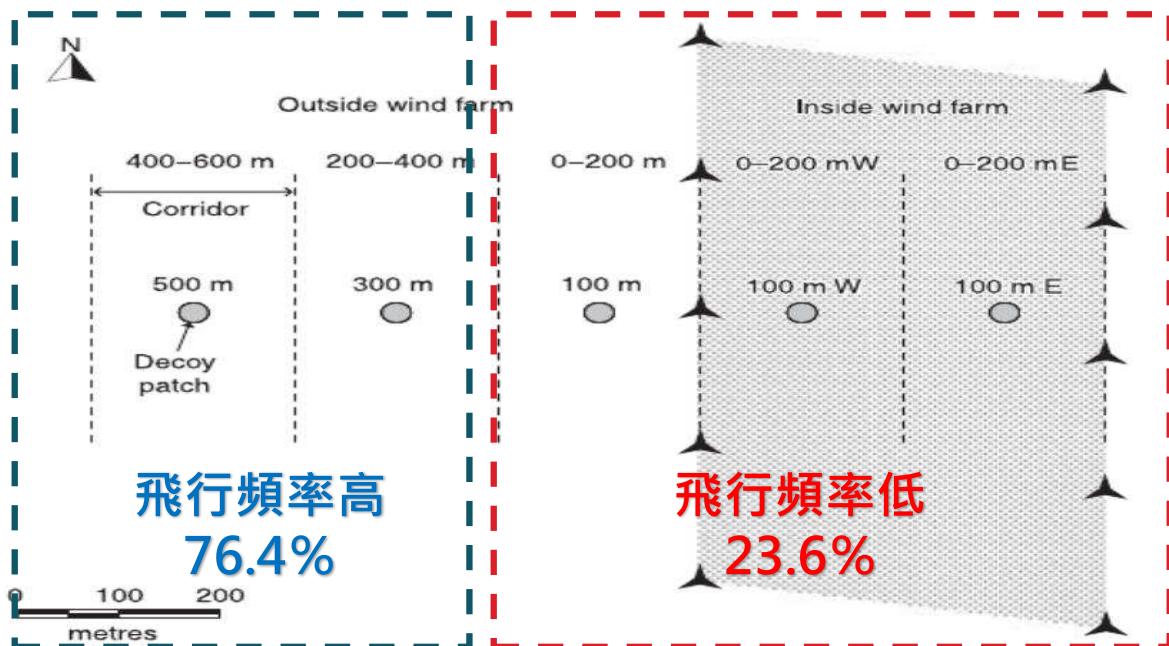 N
Outside wind farm
Inside wind farm
400–600 m
200–400 m
0–200 m
0–200 mW
0–200 mE
Corridor
500 m
300 m
100 m
100 m W
100 m E
Decoy
patch
飛行頻率高
76.4%
飛行頻率低
23.6%
0 100 200
metres